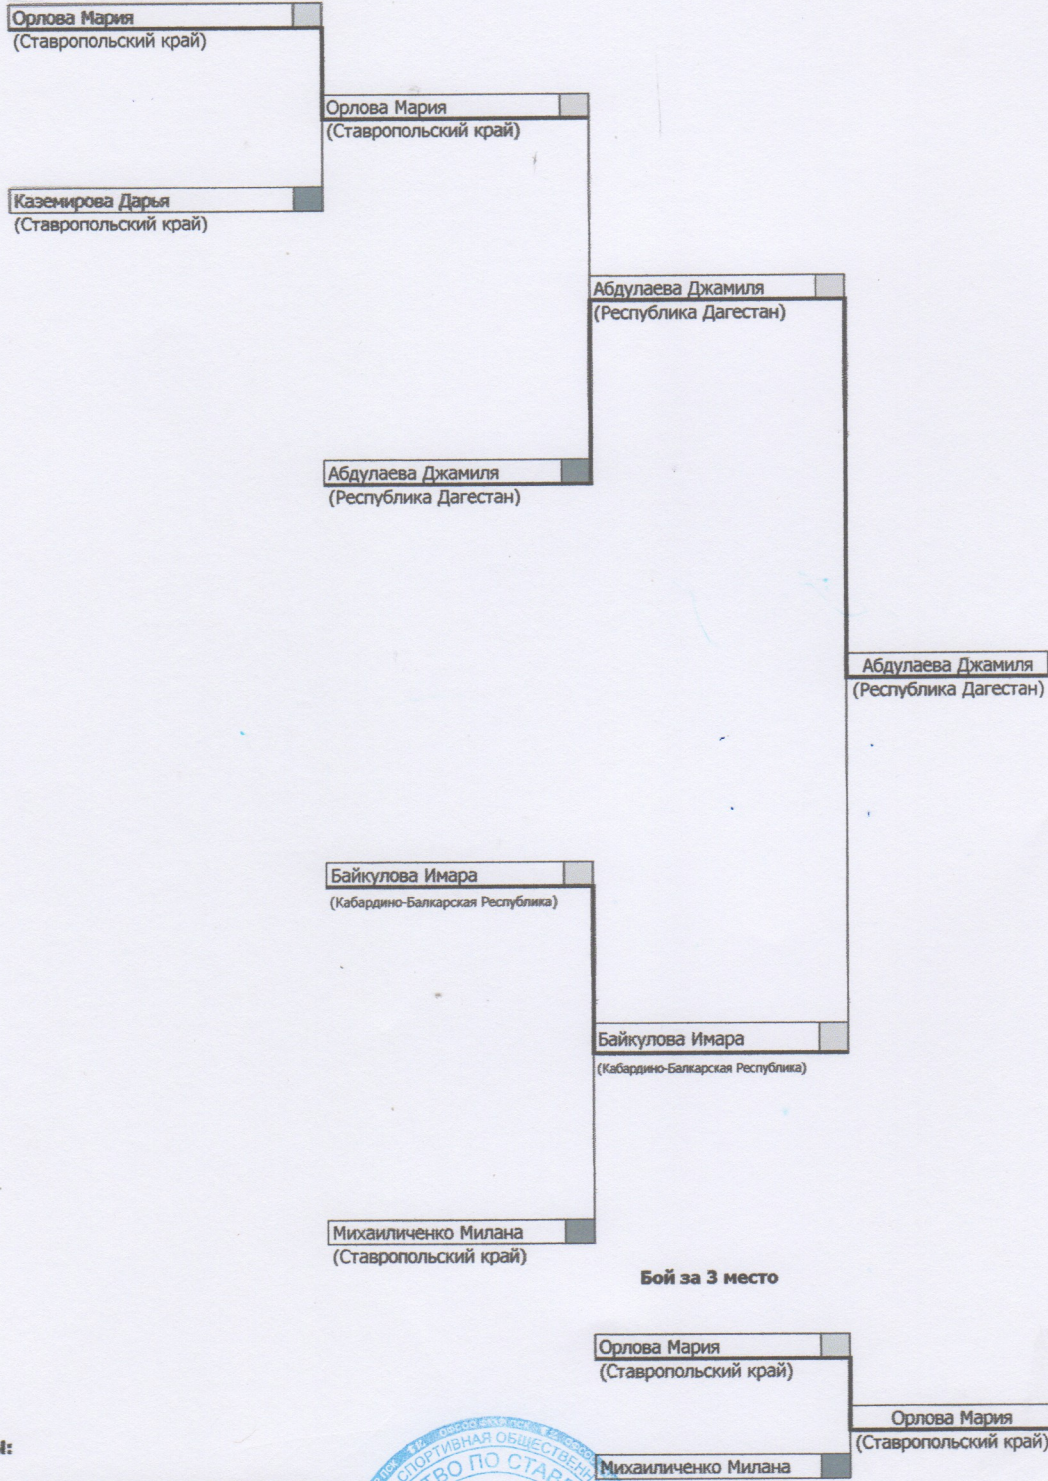 Орлова Мария
(Ставропольский край)
Орлова Мария
(Ставропольский край)
Каземирова Дарья
(Ставропольский край)
Абдулаева Джамиля
(Республика Дагестан)
Абдулаева Джамиля
(Республика Дагестан)
Абдулаева Джамиля
(Республика Дагестан)
Байкулова Имара
(Кабардино-Балкарская Республика)
Байкулова Имара
(Кабардино-Балкарская Республика)
Михаиличенко Милана
(Ставропольский край)
Бой за 3 место
Орлова Мария
(Ставропольский край)
Орлова Мария
(Ставропольский край)
Михаиличенко Милана